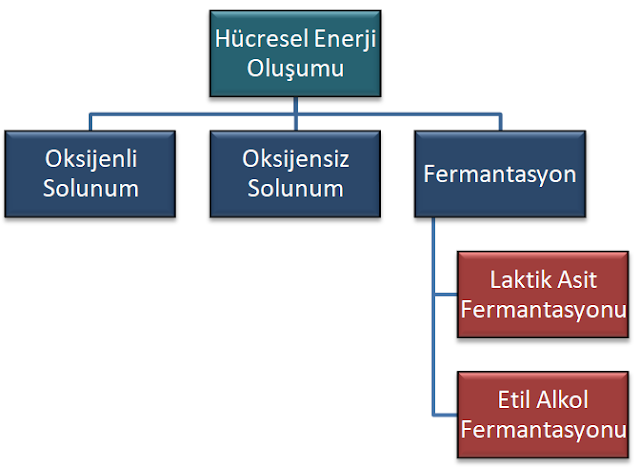 Hücresel Enerji
Oluşumu
Oksijenli
Solunum
Oksijensiz
Solunum
Fermantasyon
Laktik Asit
Fermantasyonu
Etil Alkol
Fermantasyonu